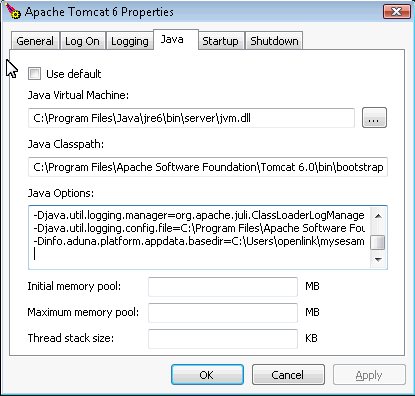 Apache Tomcat 6 Properties
General Log On Logging Java Startup Shutdown
Use default
Java Virtual Machine:
C:\Program Files\Java\jre6\bin\server\jvm.dll ...
Java Classpath:
C:\Program Files\Apache Software Foundation\Tomcat 6.0\bin\bootstrap
Java Options:
-Djava.util.logging.manager=org.apache.juli.ClassLoaderLogManage
-Djava.util.logging.config.file=C:\Program Files\Apache Software Fou
-Dinfo.aduna.platform.appdata.basedir=C:\Users\openlink\mysesam
Initial memory pool: MB
Maximum memory pool: MB
Thread stack size: KB
OK Cancel Apply